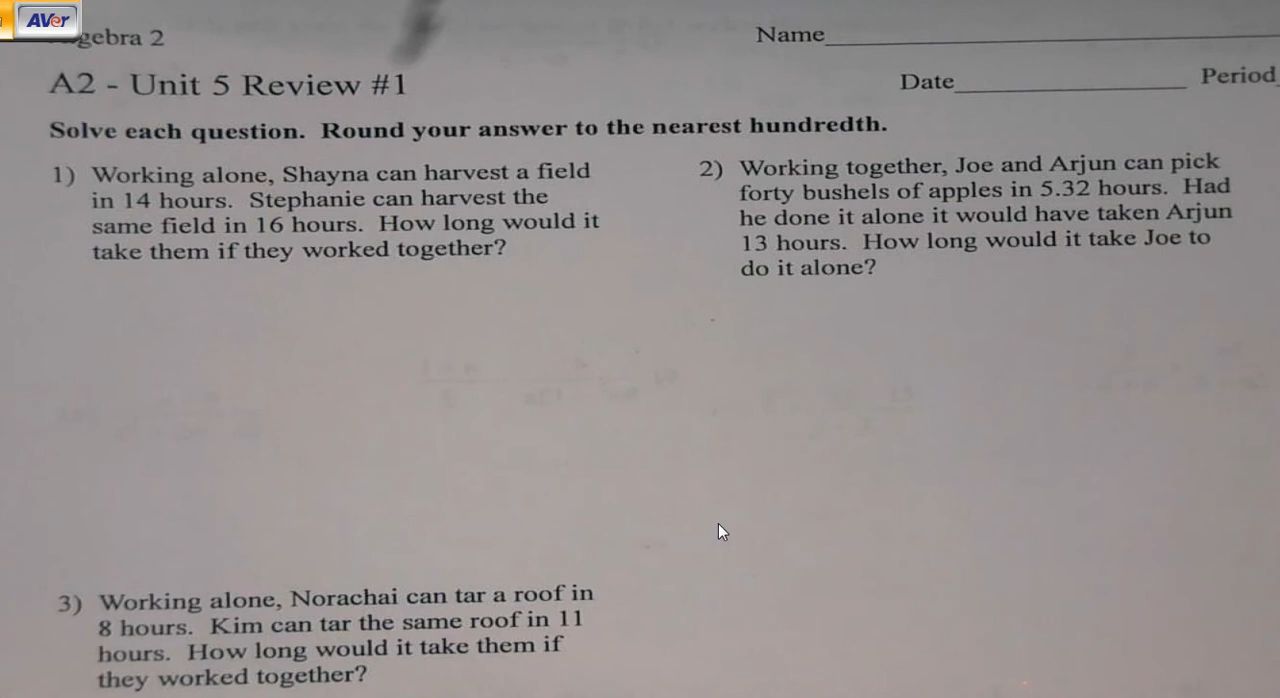 AVer
gebra 2
Name
A2 - Unit 5 Review #1
Date
Period
Solve each question. Round your answer to the nearest hundredth.
1) Working alone, Shayna can harvest a field
in 14 hours. Stephanie can harvest the
same field in 16 hours. How long would it
take them if they worked together?
2) Working together, Joe and Arjun can pick
forty bushels of apples in 5.32 hours. Had
he done it alone it would have taken Arjun
13 hours. How long would it take Joe to
do it alone?
3) Working alone, Norachai can tar a roof in
8 hours. Kim can tar the same roof in 11
hours. How long would it take them if
they worked together?